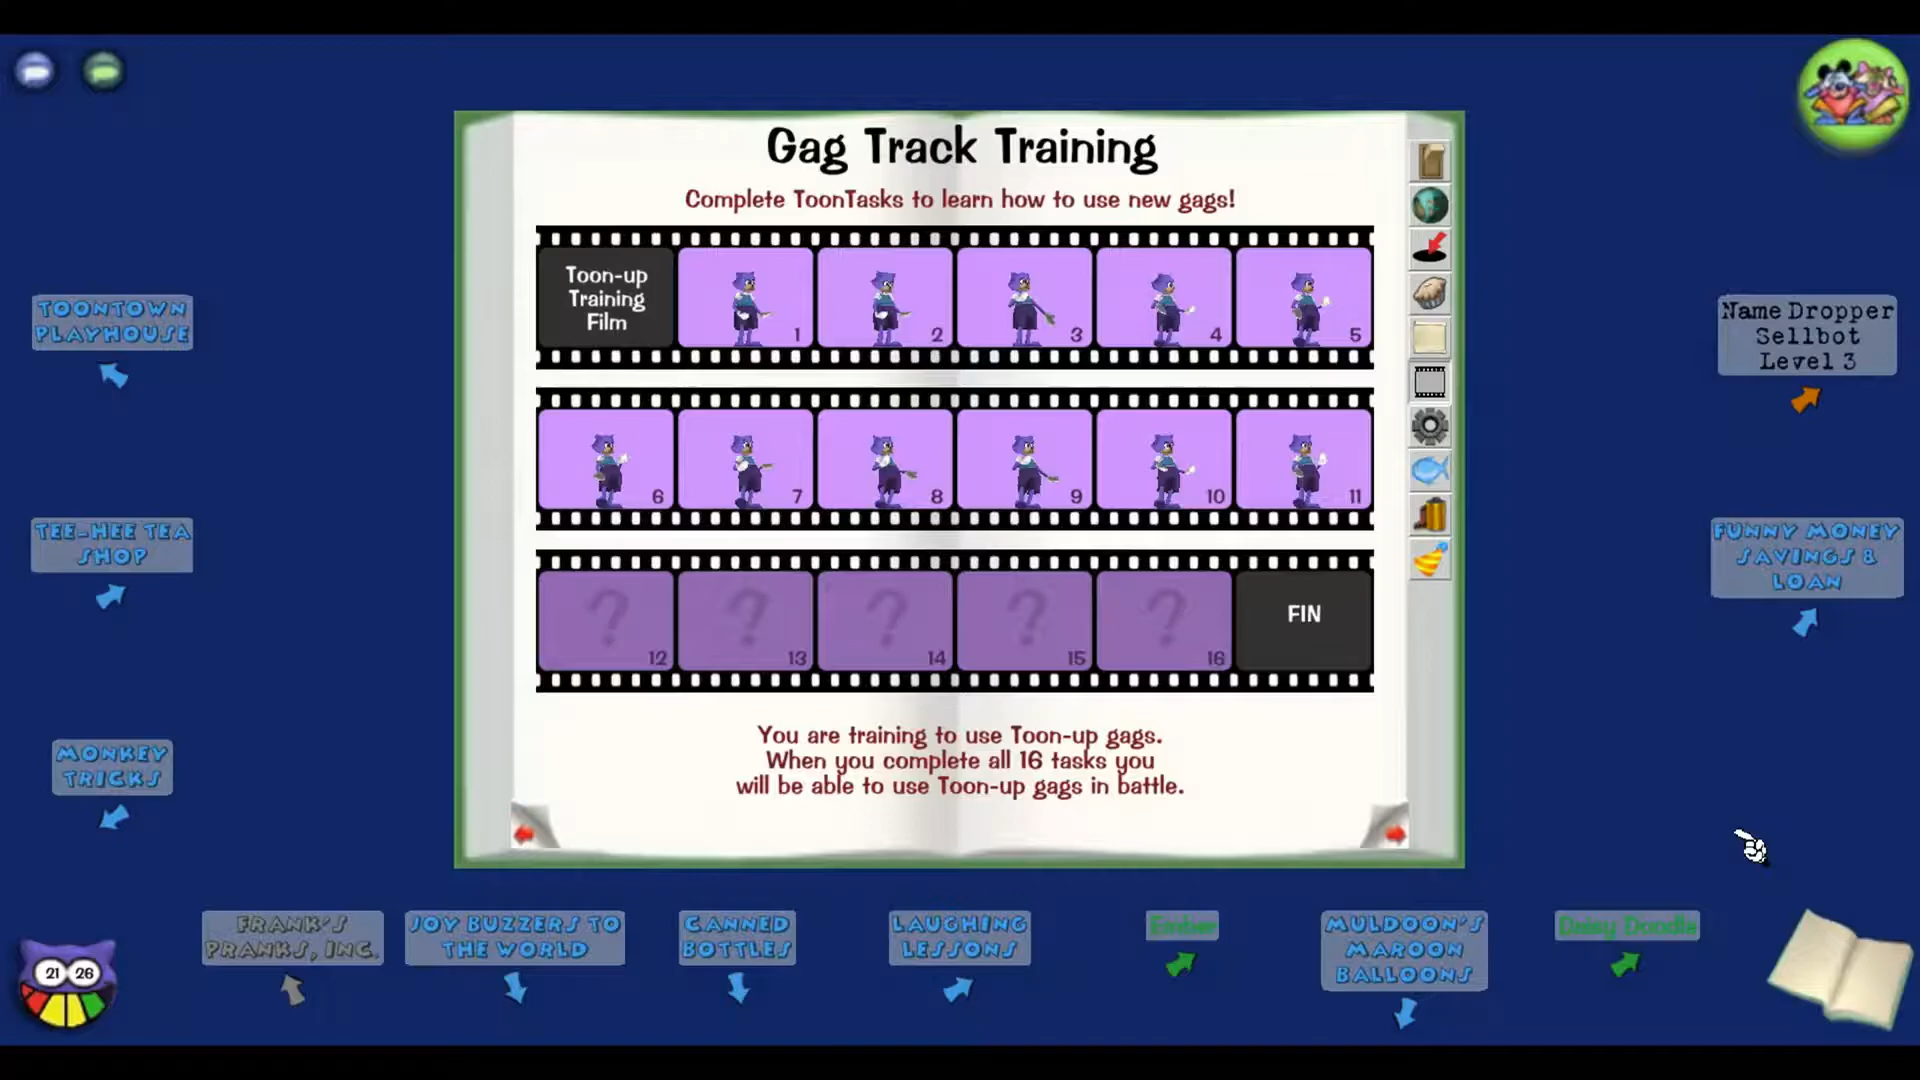 Gag Track Training
Complete ToonTasks to learn how to use new gags!
Toon-up
Training
Film
1
2
3
4
5
6
7
8
9
10
11
?
12
?
13
?
14
?
15
?
16
FIN
You are training to use Toon-up gags.
When you complete all 16 tasks you
will be able to use Toon-up gags in battle.
TOONTOWN
PLAYHOUSE
TEE-HEE TEA
SHOP
MONKEY
TRICKS
Name Dropper
Sellbot
Level 3
FUNNY MONEY
SAVINGS &
LOAN
21 26
FRANK'S
PRANKS, INC.
JOY BUZZERS TO
THE WORLD
CANNED
BOTTLES
LAUGHING
LESSONS
Ember
MULDOON'S
MAROON
BALLOONS
Daisy Doodle